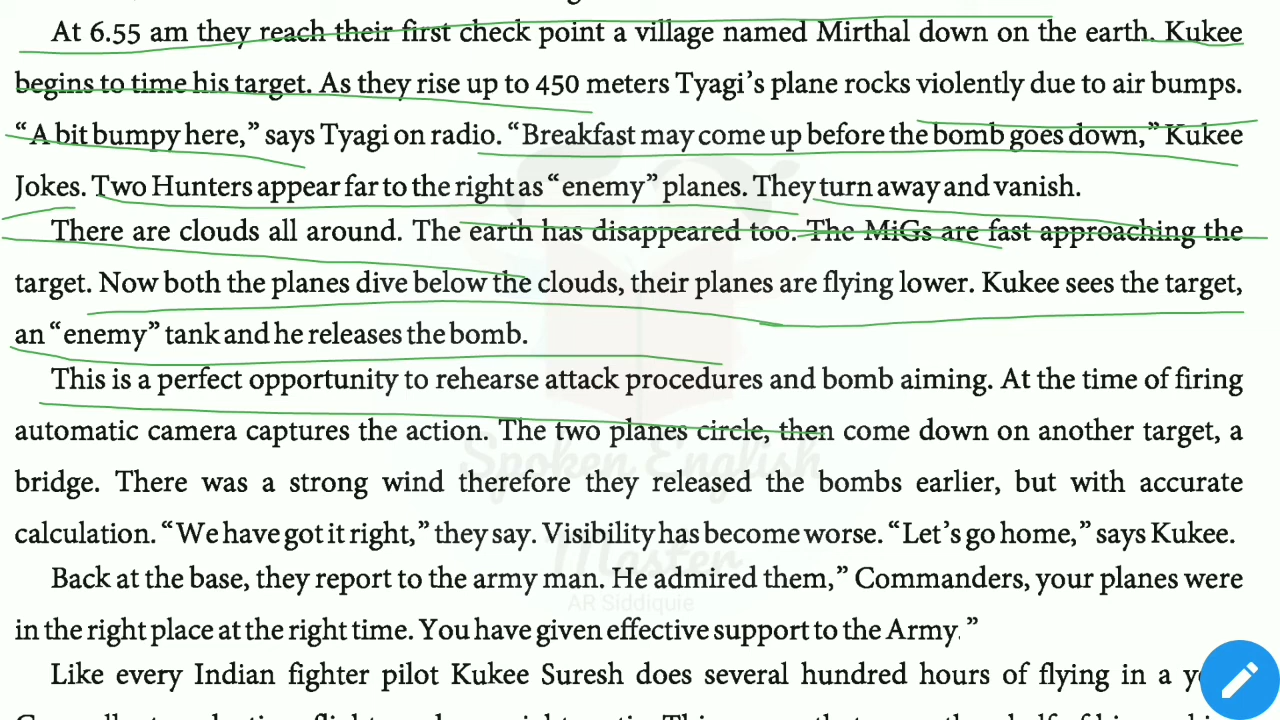 At 6.55 am they reach their first check point a village named Mirthal down on the earth. Kukee
begins to time his target. As they rise up to 450 meters Tyagi’s plane rocks violently due to air bumps.
“A bit bumpy here,” says Tyagi on radio. “Breakfast may come up before the bomb goes down,” Kukee
Jokes. Two Hunters appear far to the right as “enemy” planes. They turn away and vanish.
There are clouds all around. The earth has disappeared too. The MiGs are fast approaching the
target. Now both the planes dive below the clouds, their planes are flying lower. Kukee sees the target,
an “enemy” tank and he releases the bomb.
This is a perfect opportunity to rehearse attack procedures and bomb aiming. At the time of firing
automatic camera captures the action. The two planes circle, then come down on another target, a
Spoken English
bridge. There was a strong wind therefore they released the bombs earlier, but with accurate
calculation. “We have got it right,” they say. Visibility has become worse. “Let’s go home,” says Kukee.
Master
Back at the base, they report to the army man. He admired them,” Commanders, your planes were
AR Siddiquie
in the right place at the right time. You have given effective support to the Army. ”
Like every Indian fighter pilot Kukee Suresh does several hundred hours of flying in a